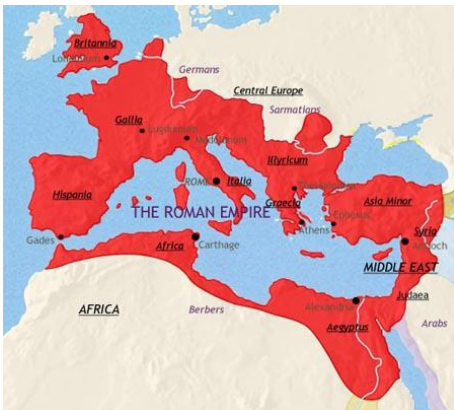 Britannia
Londinium
Germans
Central Europe
Sarmatians
Gallia
Lugdunum
Mediolanum
Illyricum
ROME
Italia
Thessalonica
Hispania
THE ROMAN EMPIRE
Graecia
Asia Minor
Ephesus
Athens
Syria
Antioch
Gades
Africa
Carthage
MIDDLE EAST
AFRICA
Berbers
Alexandria
Judaea
Aegyptus
Arabs